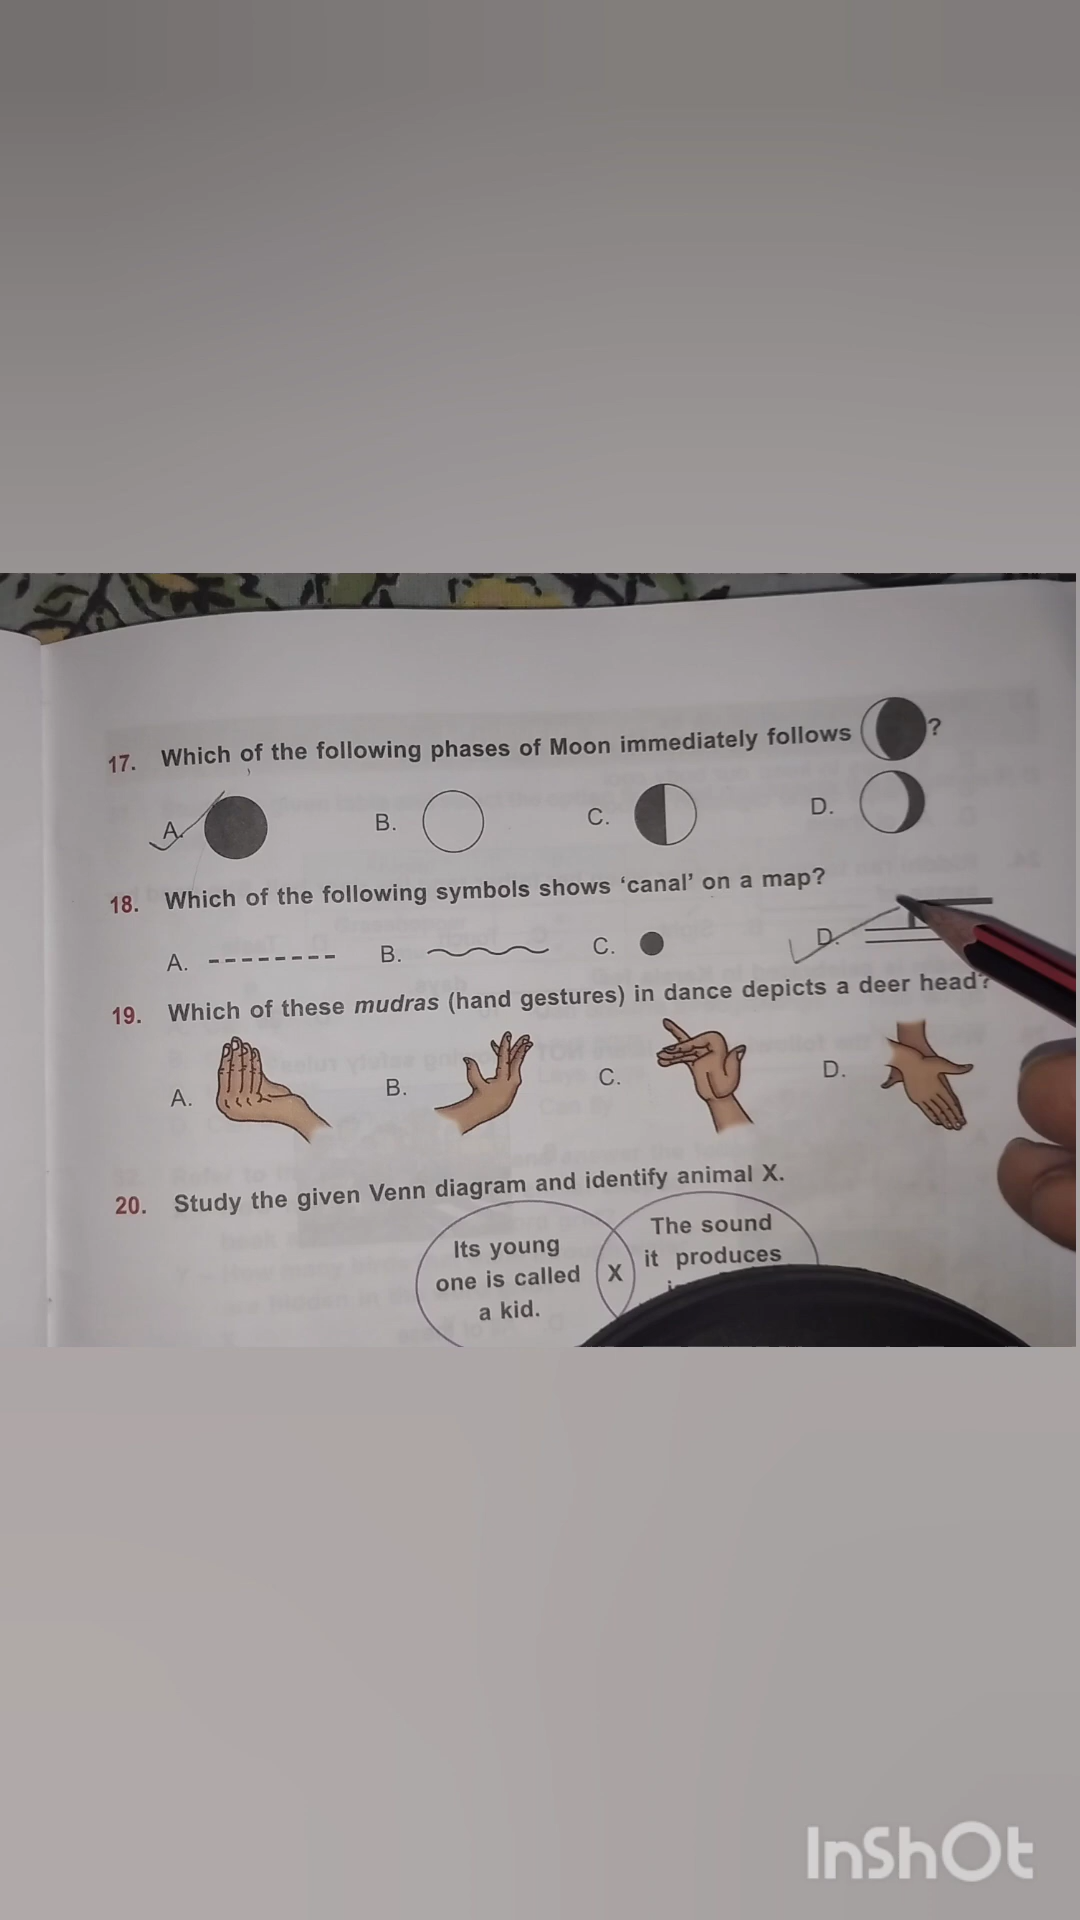 17. Which of the following phases of Moon immediately follows ?
A. B. C. D.
18. Which of the following symbols shows ‘canal’ on a map?
A. B. C. D.
19. Which of these mudras (hand gestures) in dance depicts a deer head?
A. B. C. D.
20. Study the given Venn diagram and identify animal X.
Its young
one is called
a kid.
X
The sound
it produces
InShOt